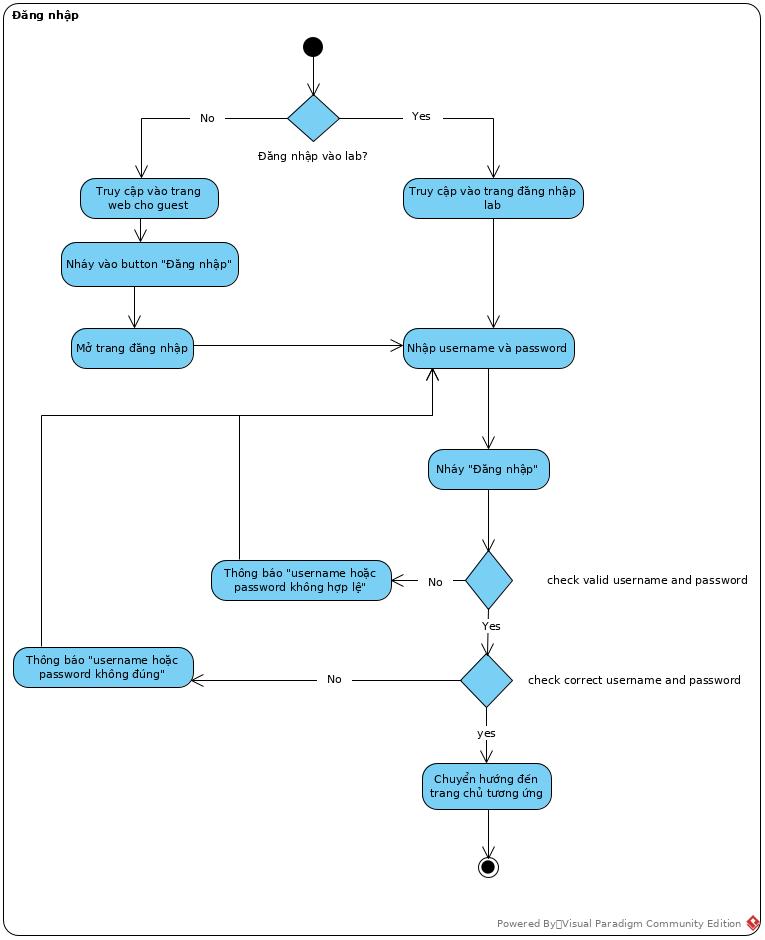 Đăng nhập
No
Yes
Đăng nhập vào lab?
Truy cập vào trang
web cho guest
Truy cập vào trang đăng nhập
lab
Nháy vào button "Đăng nhập"
Mở trang đăng nhập
Nhập username và password
Nháy "Đăng nhập"
Thông báo "username hoặc
password không hợp lệ"
No
check valid username and password
Yes
Thông báo "username hoặc
password không đúng"
No
check correct username and password
yes
Chuyển hướng đến
trang chủ tương ứng
Powered By Visual Paradigm Community Edition